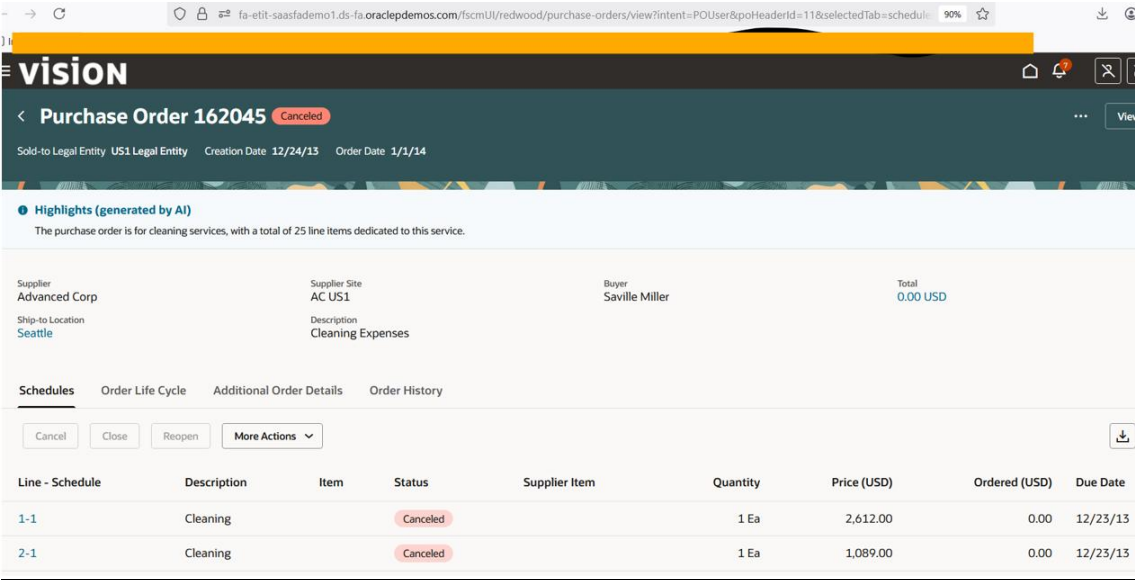 fa-etit-saasfademo1.ds-fa.oraclepdemos.com/fscmUI/redwood/purchase-orders/view?intent=POUser&poHeaderId=11&selectedTab=schedule 90%
vision 7
Purchase Order 162045 Canceled
Sold-to Legal Entity US1 Legal Entity Creation Date 12/24/13 Order Date 1/1/14
Highlights (generated by AI)
The purchase order is for cleaning services, with a total of 25 line items dedicated to this service.
Supplier Supplier Site Buyer Total
Advanced Corp AC US1 Saville Miller 0.00 USD
Ship-to Location Description
Seattle Cleaning Expenses
Schedules Order Life Cycle Additional Order Details Order History
Cancel Close Reopen More Actions
Line - Schedule Description Item Status Supplier Item Quantity Price (USD) Ordered (USD) Due Date
1-1 Cleaning Canceled 1 Ea 2,612.00 0.00 12/23/13
2-1 Cleaning Canceled 1 Ea 1,089.00 0.00 12/23/13